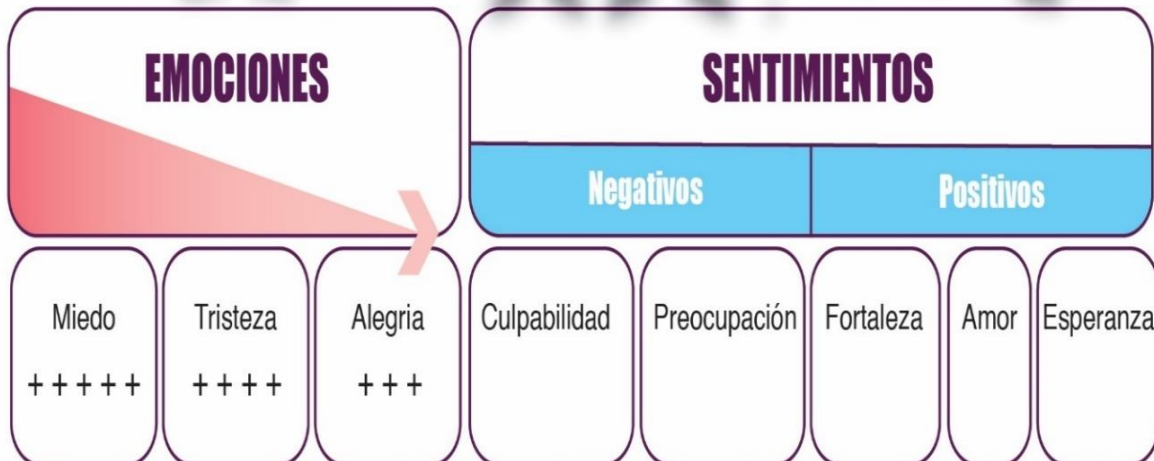 EMOCIONES
SENTIMIENTOS
Negativos
Positivos
Miedo
+ + + + +
Tristeza
+ + + +
Alegria
+ + +
Culpabilidad
Preocupación
Fortaleza
Amor
Esperanza